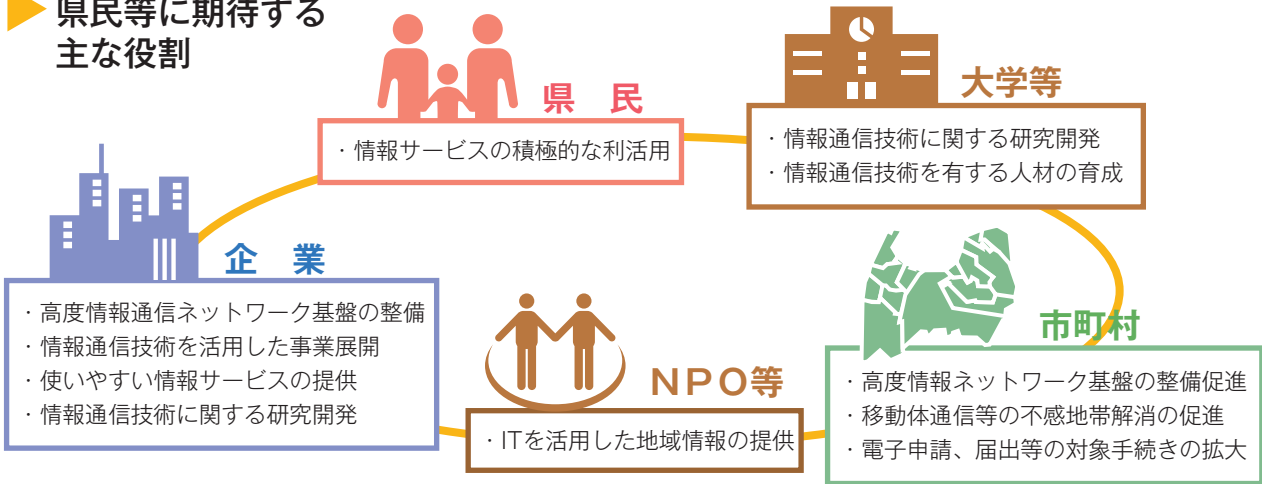 県民等に期待する
主な役割
県　民
・情報サービスの積極的な利活用
大学等
・情報通信技術に関する研究開発
・情報通信技術を有する人材の育成
企　業
・高度情報通信ネットワーク基盤の整備
・情報通信技術を活用した事業展開
・使いやすい情報サービスの提供
・情報通信技術に関する研究開発
NPO等
・ITを活用した地域情報の提供
市町村
・高度情報ネットワーク基盤の整備促進
・移動体通信等の不感地帯解消の促進
・電子申請、届出等の対象手続きの拡大